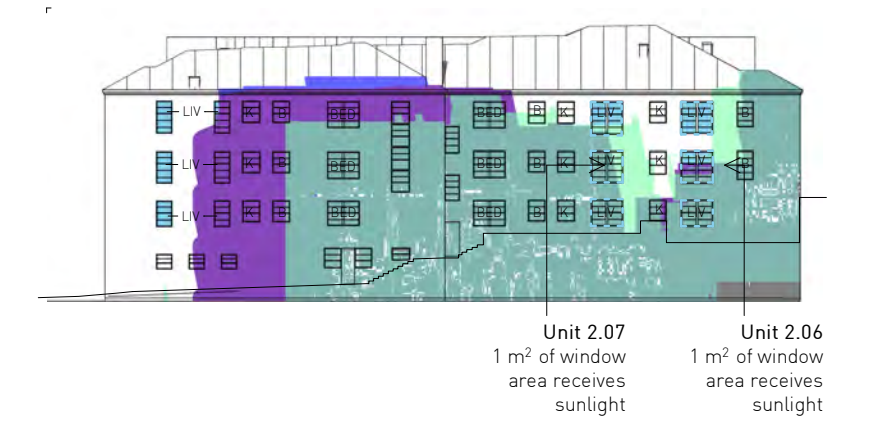 LIV K B BED BED B K LIV K LIV B
LIV K B BED BED B K LIV K LIV B
LIV K B BED BED B K LIV K LIV
Unit 2.07
1 m² of window
area receives
sunlight
Unit 2.06
1 m² of window
area receives
sunlight